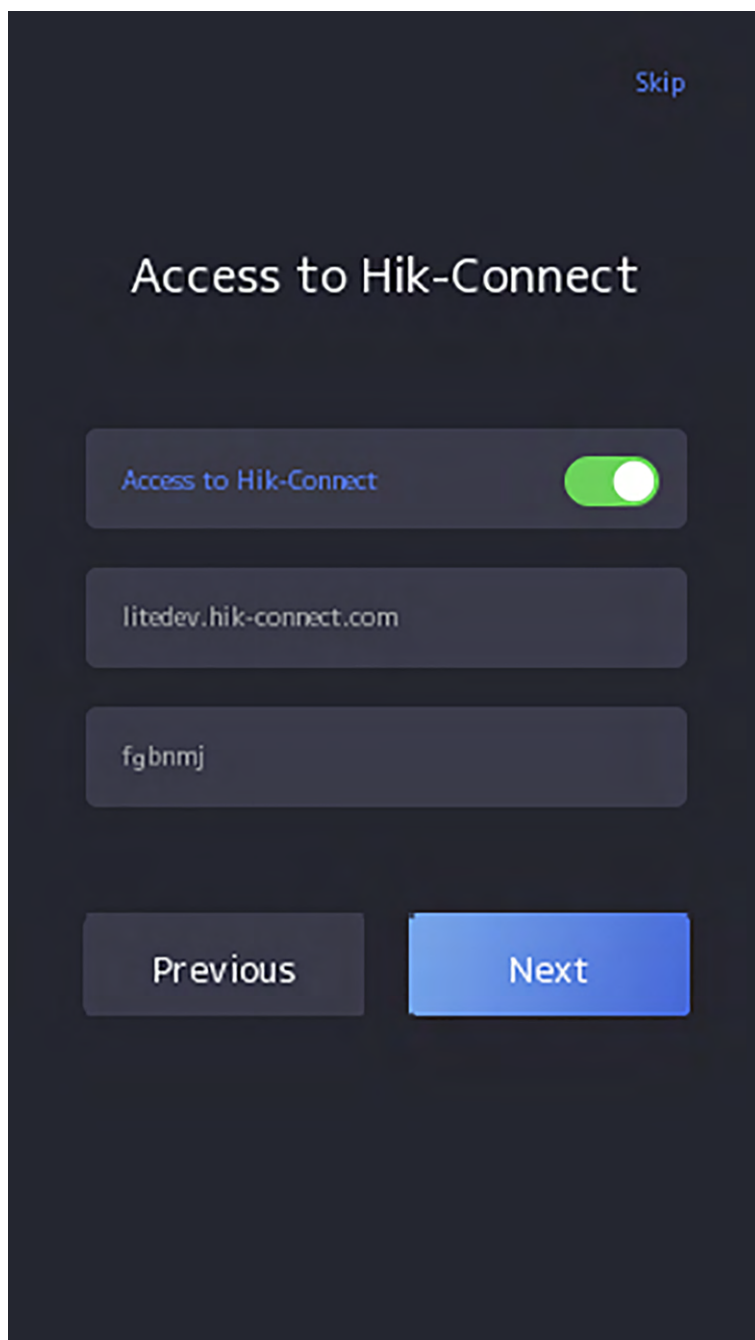 Skip
Access to Hik-Connect
Access to Hik-Connect
litedev.hik-connect.com
fgbnmj
Previous
Next